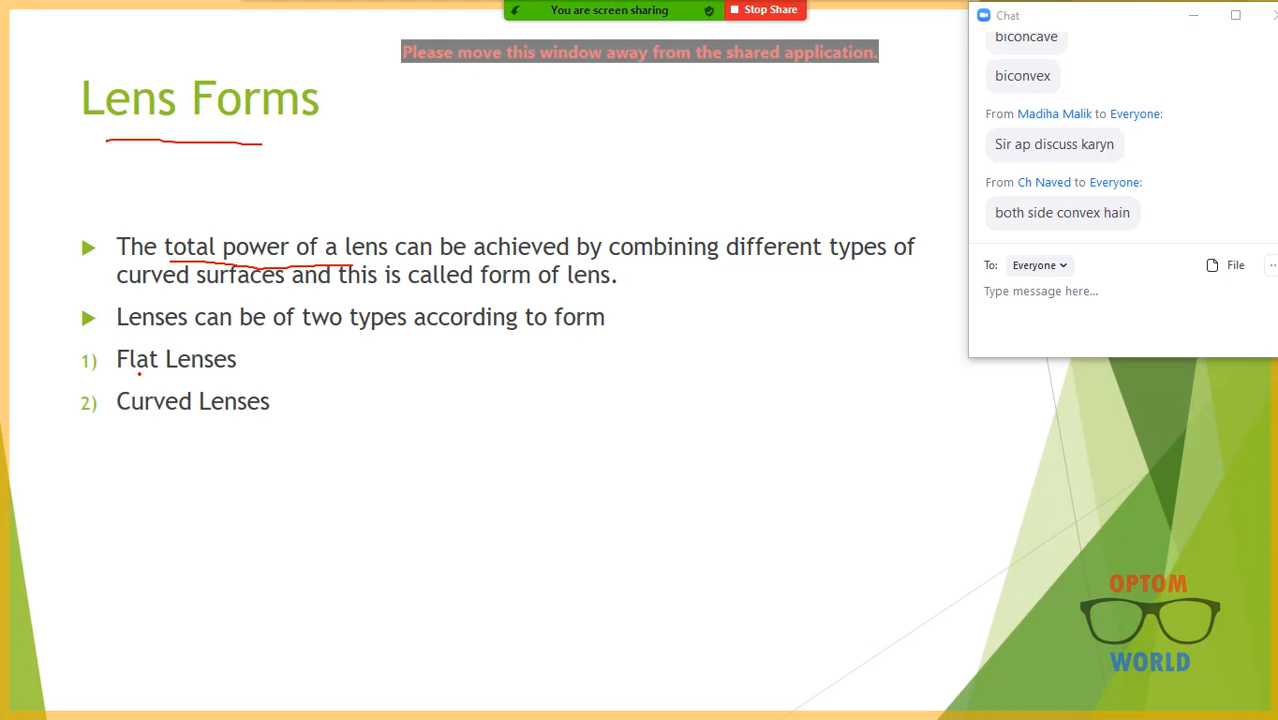 You are screen sharing
Stop Share
Please move this window away from the shared application.
Lens Forms
The total power of a lens can be achieved by combining different types of
curved surfaces and this is called form of lens.
Lenses can be of two types according to form
1) Flat Lenses
2) Curved Lenses
Chat
biconcave
biconvex
From Madiha Malik to Everyone:
Sir ap discuss karyn
From Ch Naved to Everyone:
both side convex hain
To: Everyone
File
Type message here...
OPTOM
WORLD